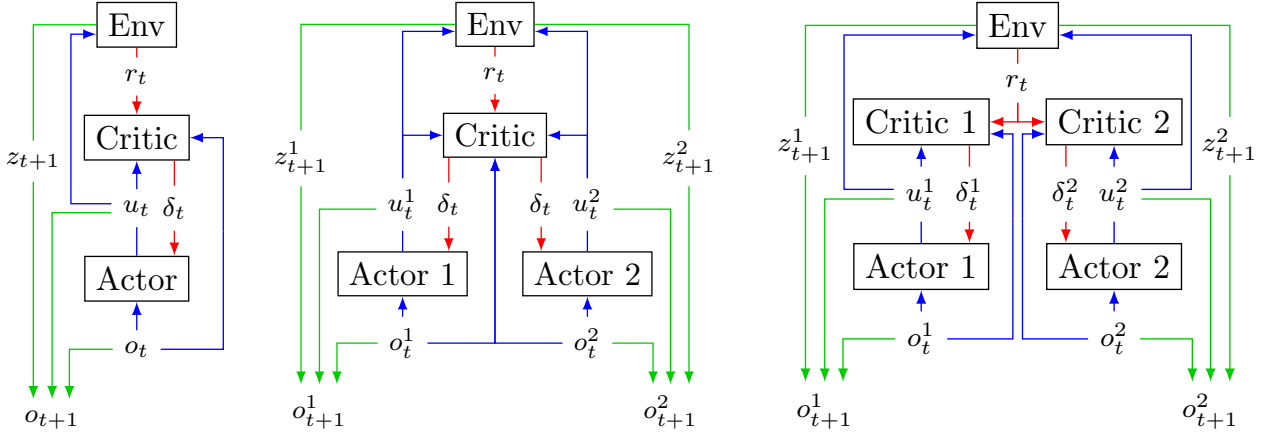 Env
r_t
Critic
z_{t+1}
u_t
δ_t
Actor
o_t
o_{t+1}
Env
r_t
Critic
z^1_{t+1}
z^2_{t+1}
u^1_t
δ_t
δ_t
u^2_t
Actor 1
Actor 2
o^1_t
o^2_t
o^1_{t+1}
o^2_{t+1}
Env
r_t
Critic 1
Critic 2
z^1_{t+1}
z^2_{t+1}
u^1_t
δ^1_t
δ^2_t
u^2_t
Actor 1
Actor 2
o^1_t
o^2_t
o^1_{t+1}
o^2_{t+1}